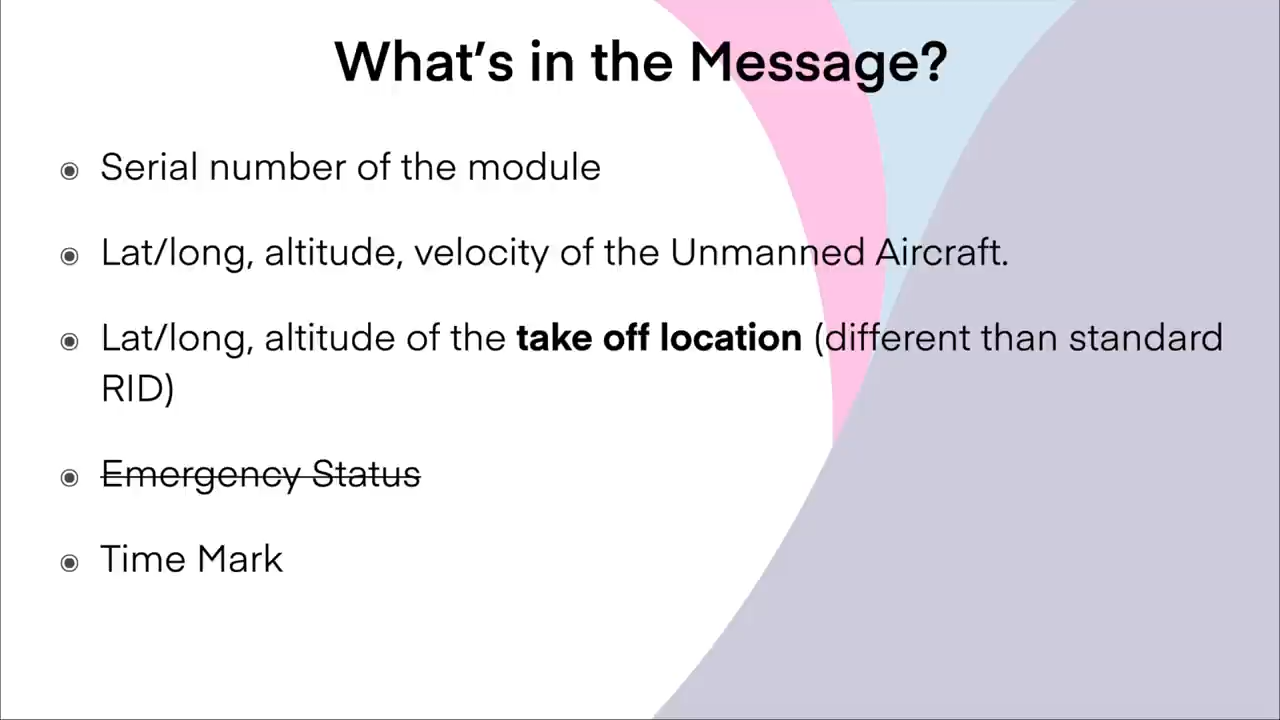 What's in the Message?
Serial number of the module
Lat/long, altitude, velocity of the Unmanned Aircraft.
Lat/long, altitude of the take off location (different than standard
RID)
Emergency Status
Time Mark